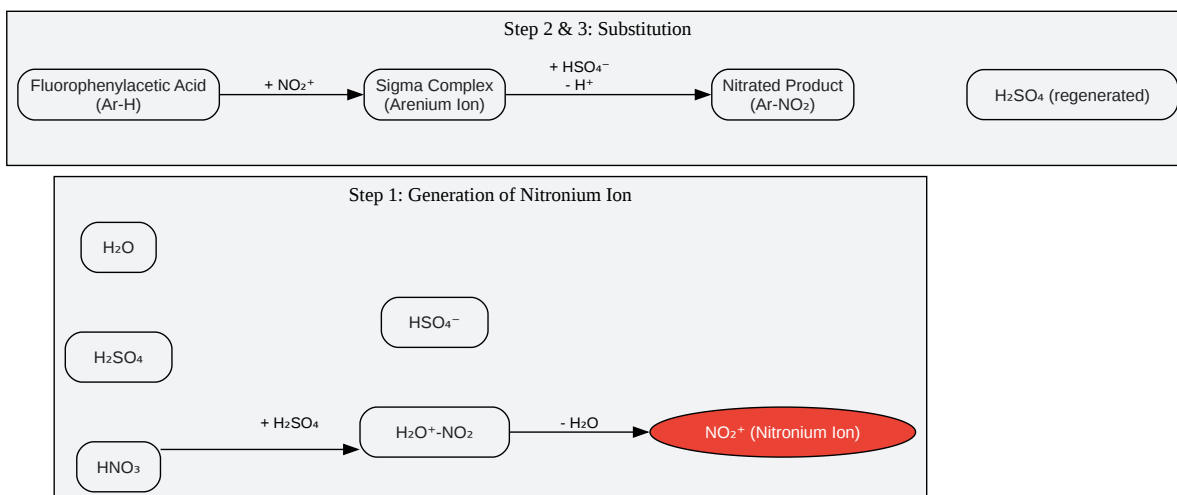 Step 2 & 3: Substitution
Fluorophenylacetic Acid
(Ar-H)
+ NO₂⁺
Sigma Complex
(Arenium Ion)
+ HSO₄⁻
- H⁺
Nitrated Product
(Ar-NO₂)
H₂SO₄ (regenerated)
Step 1: Generation of Nitronium Ion
H₂O
HSO₄⁻
H₂SO₄
HNO₃
+ H₂SO₄
H₂O⁺-NO₂
- H₂O
NO₂⁺ (Nitronium Ion)